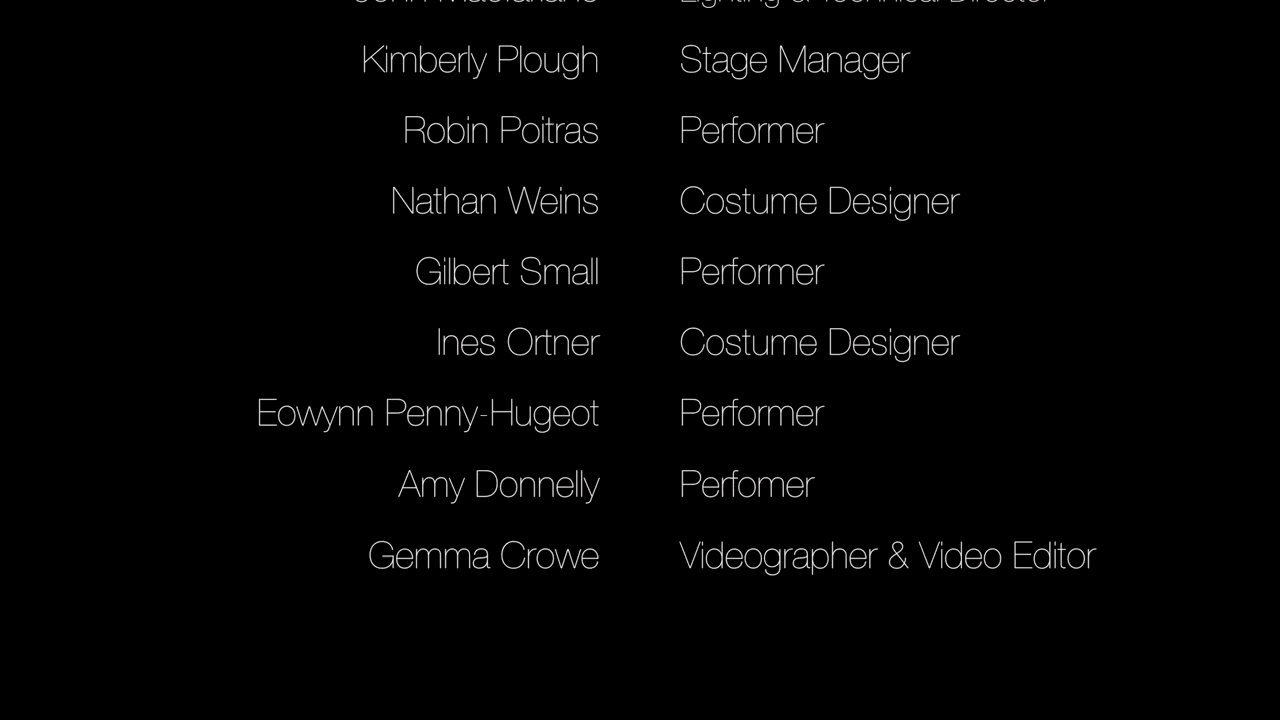 Kimberly Plough Stage Manager
Robin Poitras Performer
Nathan Weins Costume Designer
Gilbert Small Performer
Ines Ortner Costume Designer
Eowynn Penny-Hugeot Performer
Amy Donnelly Perfomer
Gemma Crowe Videographer & Video Editor